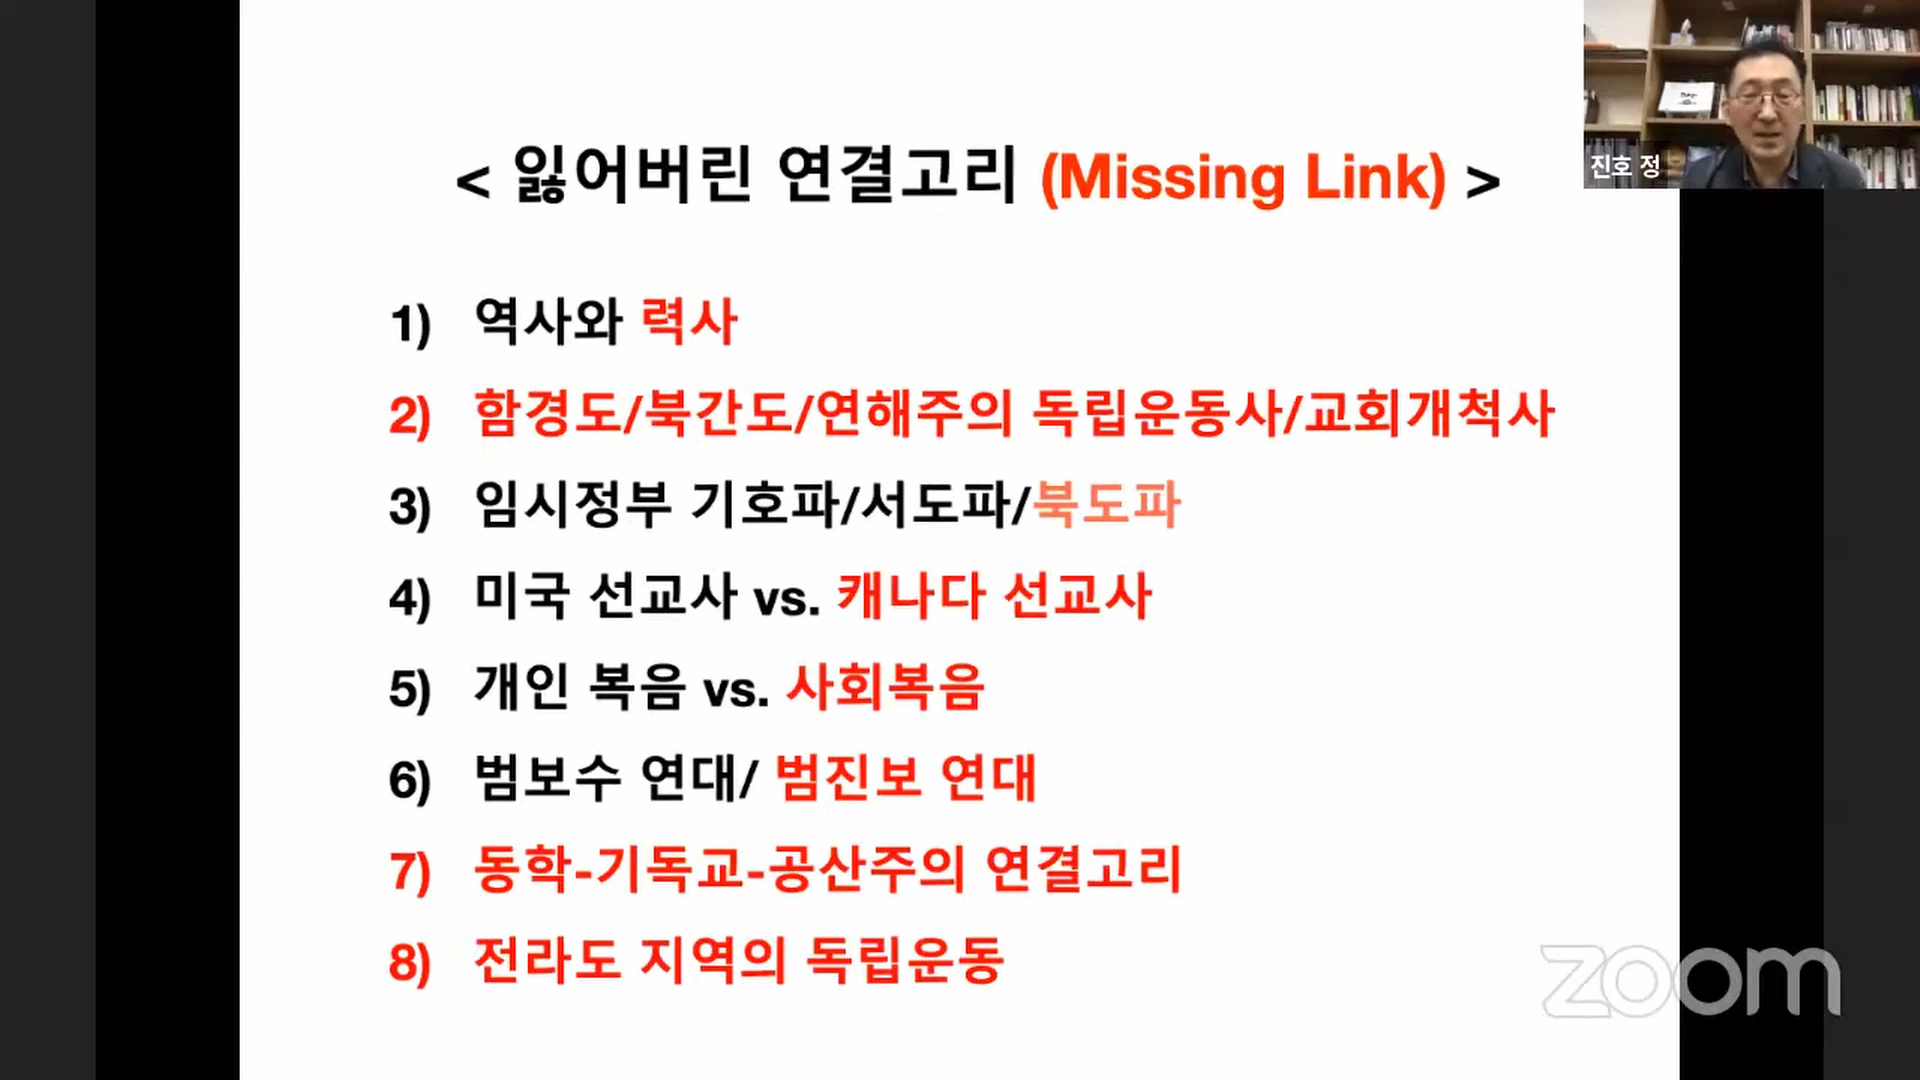 < 잃어버린 연결고리 (Missing Link) >
진호 정
1) 역사와 력사
2) 함경도/북간도/연해주의 독립운동사/교회개척사
3) 임시정부 기호파/서도파/북도파
4) 미국 선교사 vs. 캐나다 선교사
5) 개인 복음 vs. 사회복음
6) 범보수 연대/ 범진보 연대
7) 동학-기독교-공산주의 연결고리
8) 전라도 지역의 독립운동
zoom